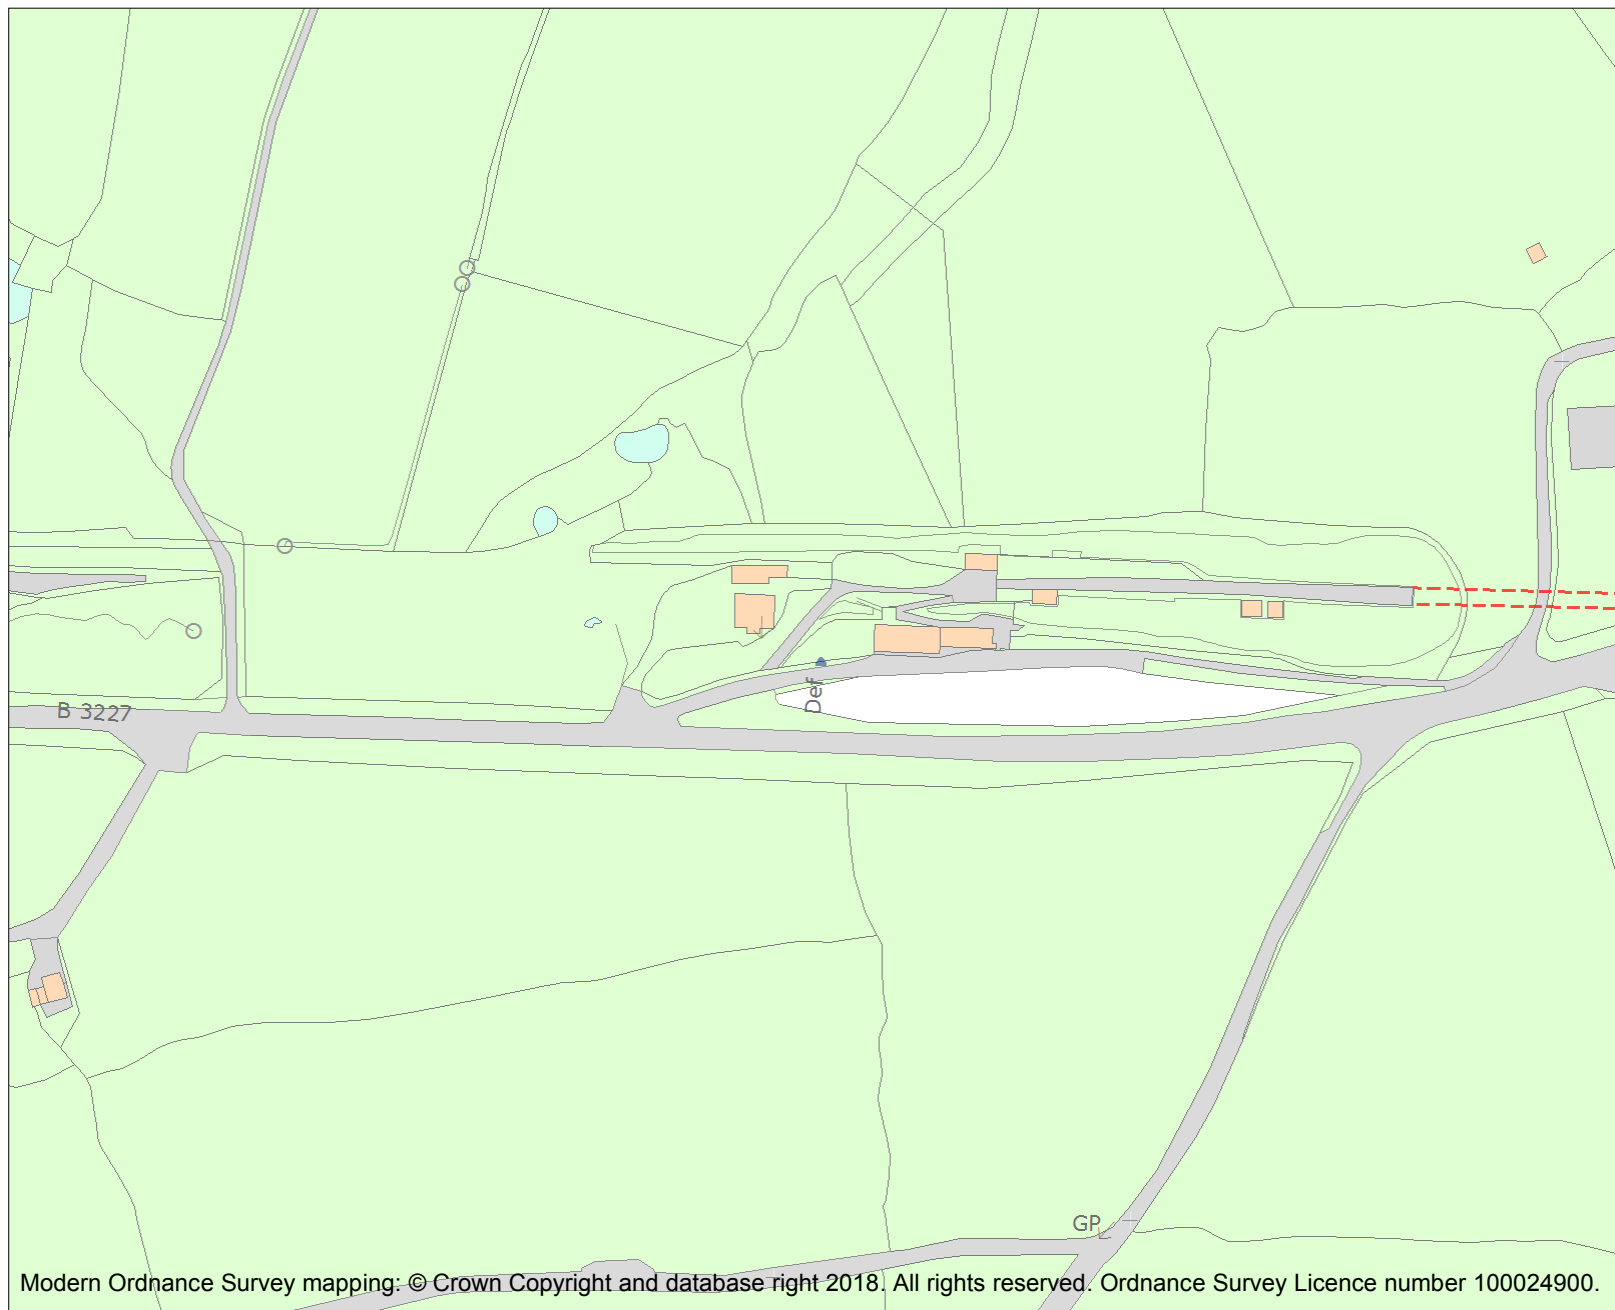 Def
B 3227
GP
Modern Ordnance Survey mapping: © Crown Copyright and database right 2018. All rights reserved. Ordnance Survey Licence number 100024900.